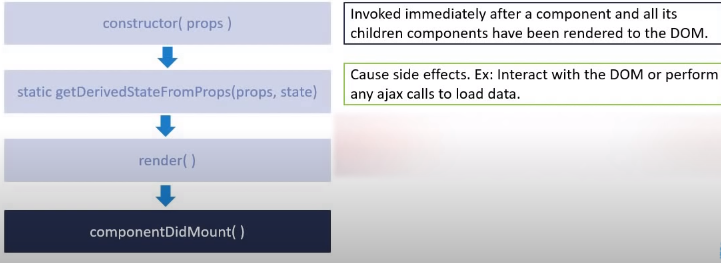 constructor( props )
static getDerivedStateFromProps(props, state)
render( )
componentDidMount( )
Invoked immediately after a component and all its
children components have been rendered to the DOM.
Cause side effects. Ex: Interact with the DOM or perform
any ajax calls to load data.